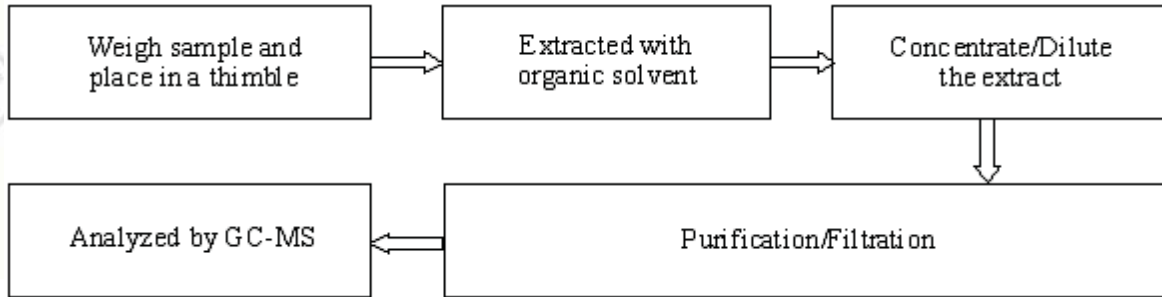 Weigh sample and
place in a thimble
Extracted with
organic solvent
Concentrate/Dilute
the extract
Purification/Filtration
Analyzed by GC-MS